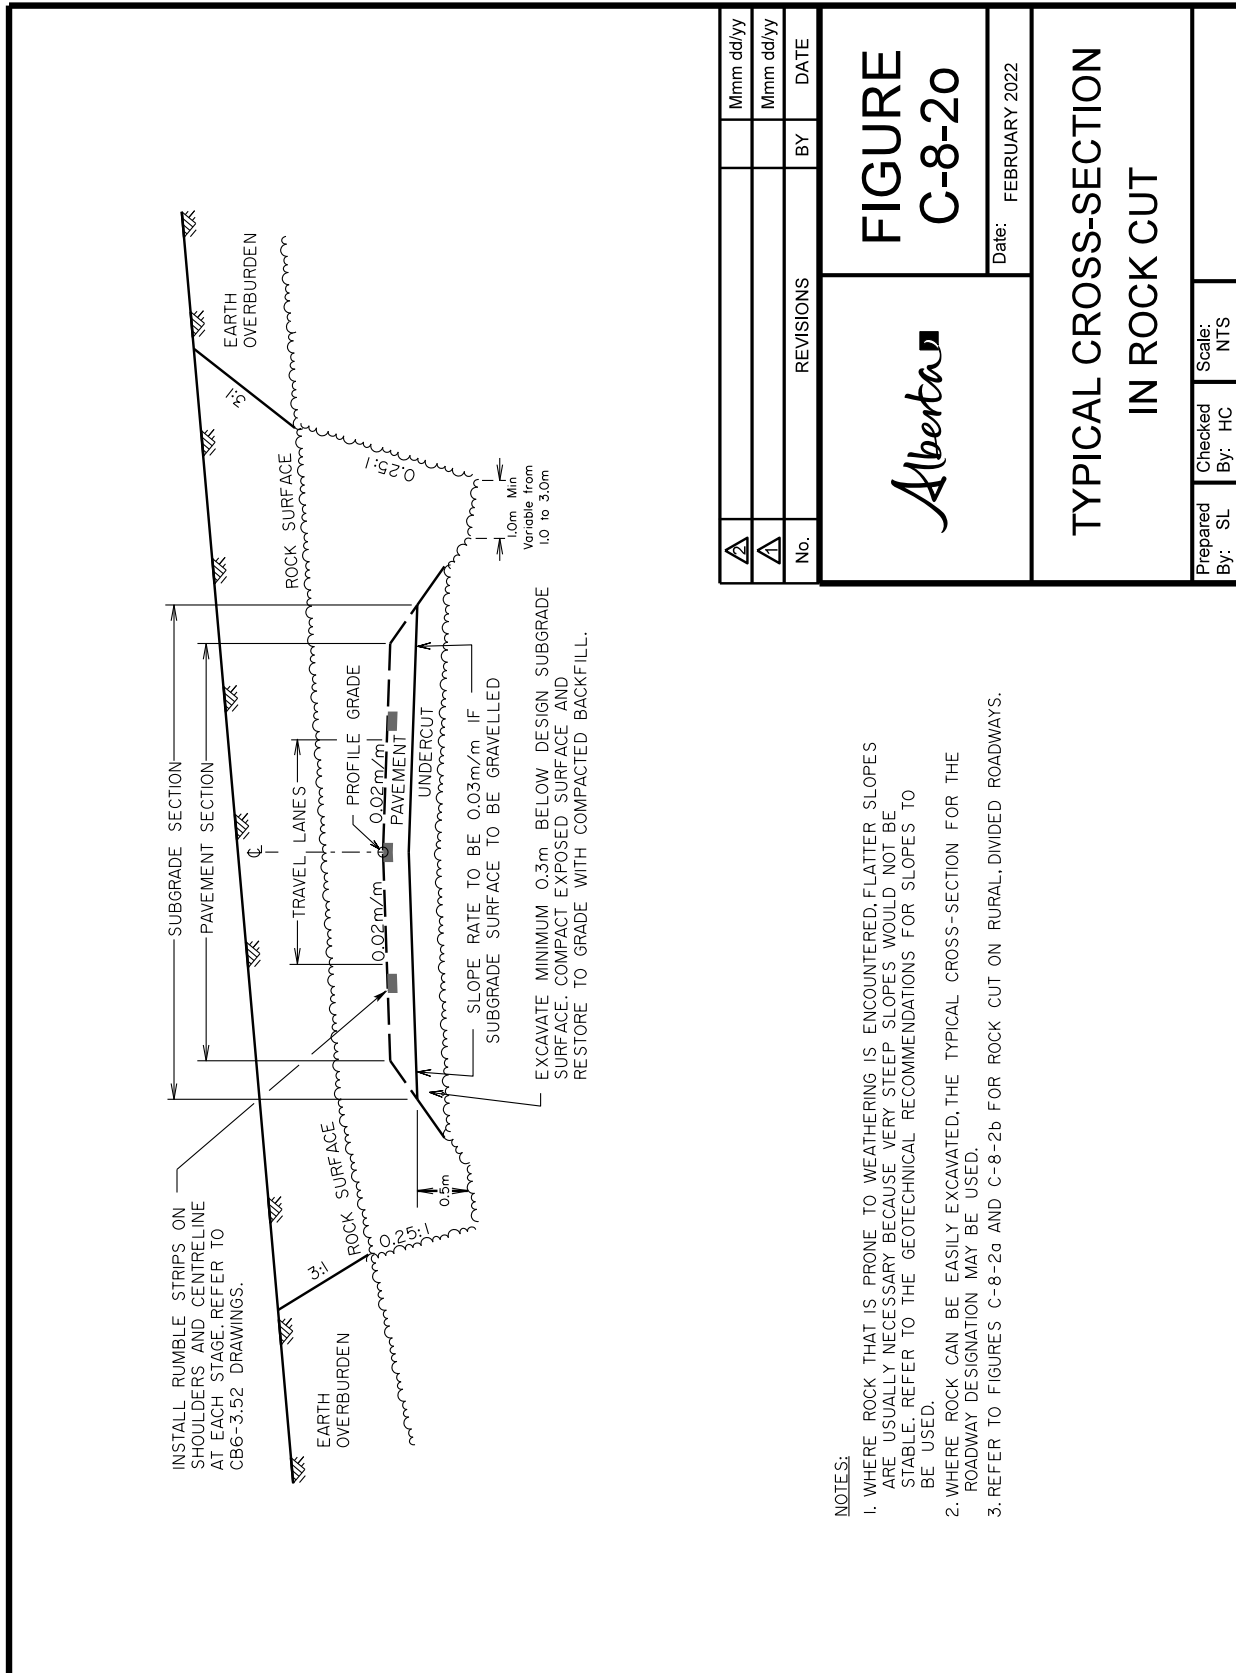 INSTALL RUMBLE STRIPS ON
SHOULDERS AND CENTRELINE
AT EACH STAGE. REFER TO
CB6-3.52 DRAWINGS.
SUBGRADE SECTION
PAVEMENT SECTION
℄
TRAVEL LANES
PROFILE GRADE
0.02m/m
0.02m/m
PAVEMENT
UNDERCUT
EARTH
OVERBURDEN
3:1
ROCK SURFACE
0.25:1
0.5m
ROCK SURFACE
EARTH
OVERBURDEN
3:1
0.25:1
1.0m Min
Variable from
1.0 to 3.0m
SLOPE RATE TO BE 0.03m/m IF
SUBGRADE SURFACE TO BE GRAVELLED
EXCAVATE MINIMUM 0.3m BELOW DESIGN SUBGRADE
SURFACE. COMPACT EXPOSED SURFACE AND
RESTORE TO GRADE WITH COMPACTED BACKFILL.
NOTES:
1. WHERE ROCK THAT IS PRONE TO WEATHERING IS ENCOUNTERED, FLATTER SLOPES
ARE USUALLY NECESSARY BECAUSE VERY STEEP SLOPES WOULD NOT BE
STABLE. REFER TO THE GEOTECHNICAL RECOMMENDATIONS FOR SLOPES TO
BE USED.
2. WHERE ROCK CAN BE EASILY EXCAVATED, THE TYPICAL CROSS-SECTION FOR THE
ROADWAY DESIGNATION MAY BE USED.
3. REFER TO FIGURES C-8-2a AND C-8-2b FOR ROCK CUT ON RURAL, DIVIDED ROADWAYS.
2 Mmm dd/yy
1 Mmm dd/yy
No. REVISIONS BY DATE
Alberta
FIGURE
C-8-2o
Date: FEBRUARY 2022
TYPICAL CROSS-SECTION
IN ROCK CUT
Prepared
By: SL
Checked
By: HC
Scale:
NTS